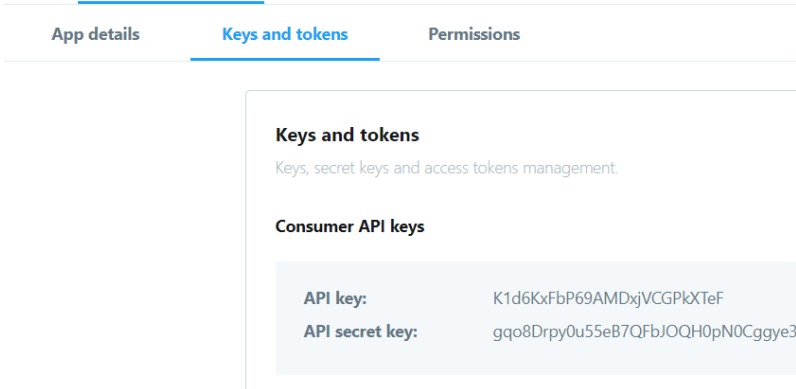 App details Keys and tokens Permissions
Keys and tokens
Keys, secret keys and access tokens management.
Consumer API keys
API key: K1d6KxFbP69AMDxjVCGPkXTeF
API secret key: gqo8Drpy0u55eB7QFbJOQH0pN0Cggye3